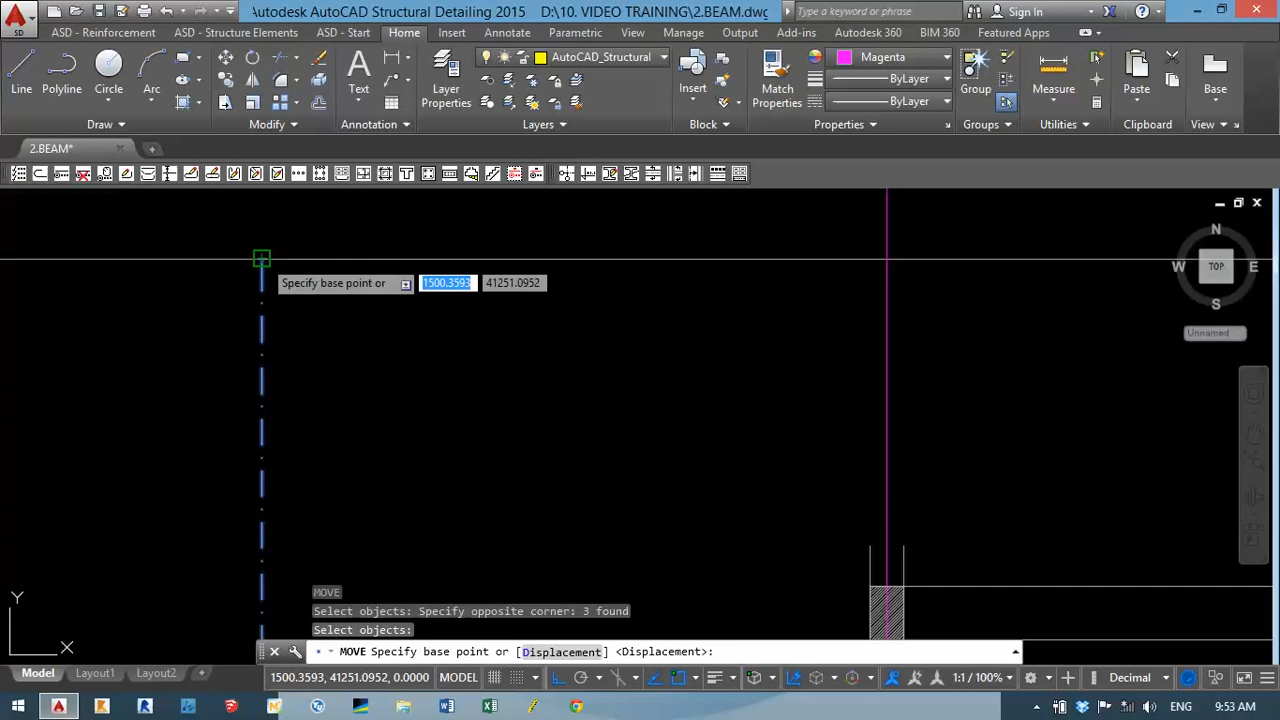 Autodesk AutoCAD Structural Detailing 2015 D:\10. VIDEO TRAINING\2.BEAM.dwg
Type a keyword or phrase
Sign In
SD
ASD - Reinforcement ASD - Structure Elements ASD - Start Home Insert Annotate Parametric View Manage Output Add-ins Autodesk 360 BIM 360 Featured Apps
AutoCAD_Structural
Magenta
ByLayer
ByLayer
Line Polyline Circle Arc Text Layer Properties Insert Match Properties Group Measure Paste Base
Draw Modify Annotation Layers Block Properties Groups Utilities Clipboard View
2.BEAM*
N
W TOP E
S
Unnamed
Specify base point or 1500.3593 41251.0952
MOVE
Select objects: Specify opposite corner: 3 found
Select objects:
Y
X
MOVE Specify base point or [Displacement] <Displacement>:
Model Layout1 Layout2 + 1500.3593, 41251.0952, 0.0000 MODEL 1:1 / 100% Decimal
ENG 9:53 AM